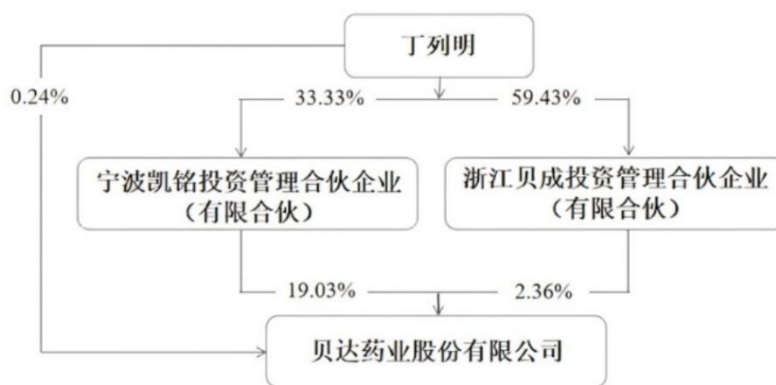 丁列明
0.24%
33.33%
59.43%
宁波凯铭投资管理合伙企业
（有限合伙）
浙江贝成投资管理合伙企业
（有限合伙）
19.03%
2.36%
贝达药业股份有限公司